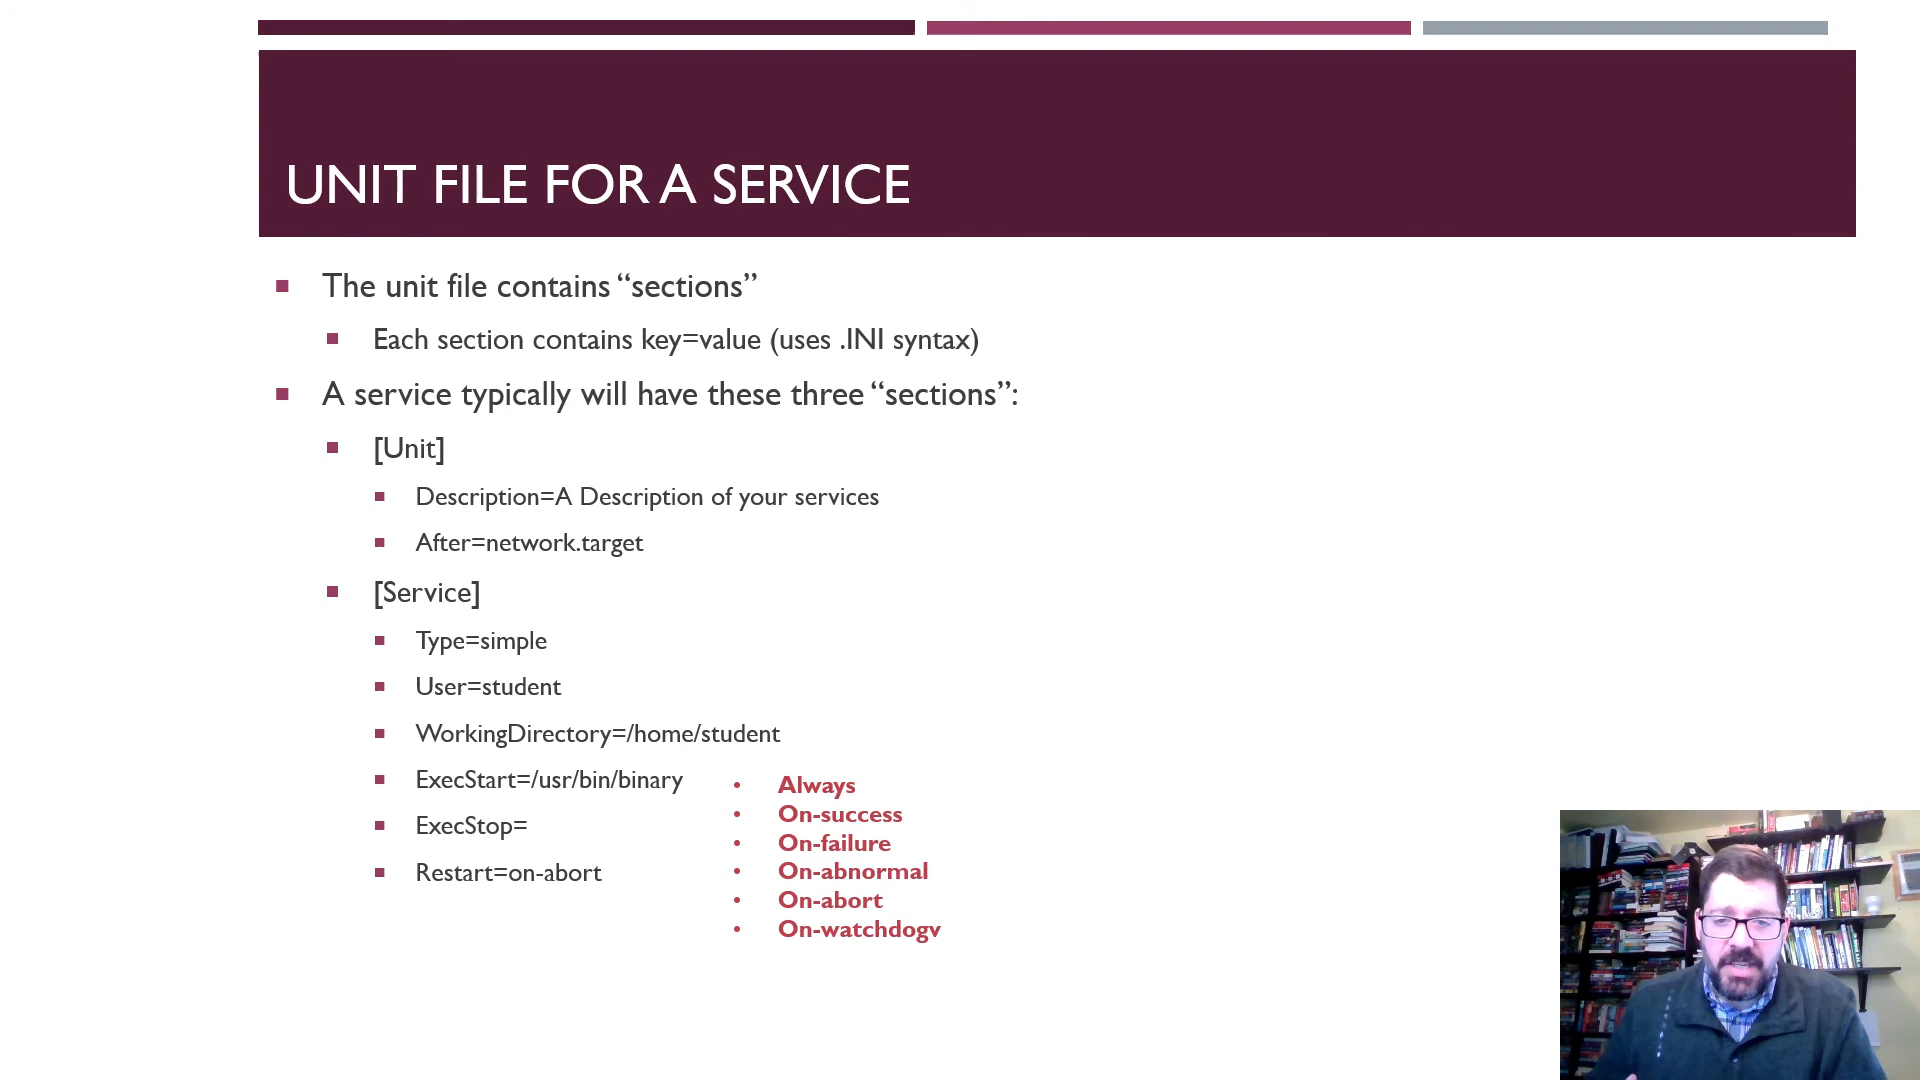 UNIT FILE FOR A SERVICE
The unit file contains “sections”
Each section contains key=value (uses .INI syntax)
A service typically will have these three “sections”:
[Unit]
Description=A Description of your services
After=network.target
[Service]
Type=simple
User=student
WorkingDirectory=/home/student
ExecStart=/usr/bin/binary
ExecStop=
Restart=on-abort
Always
On-success
On-failure
On-abnormal
On-abort
On-watchdogv